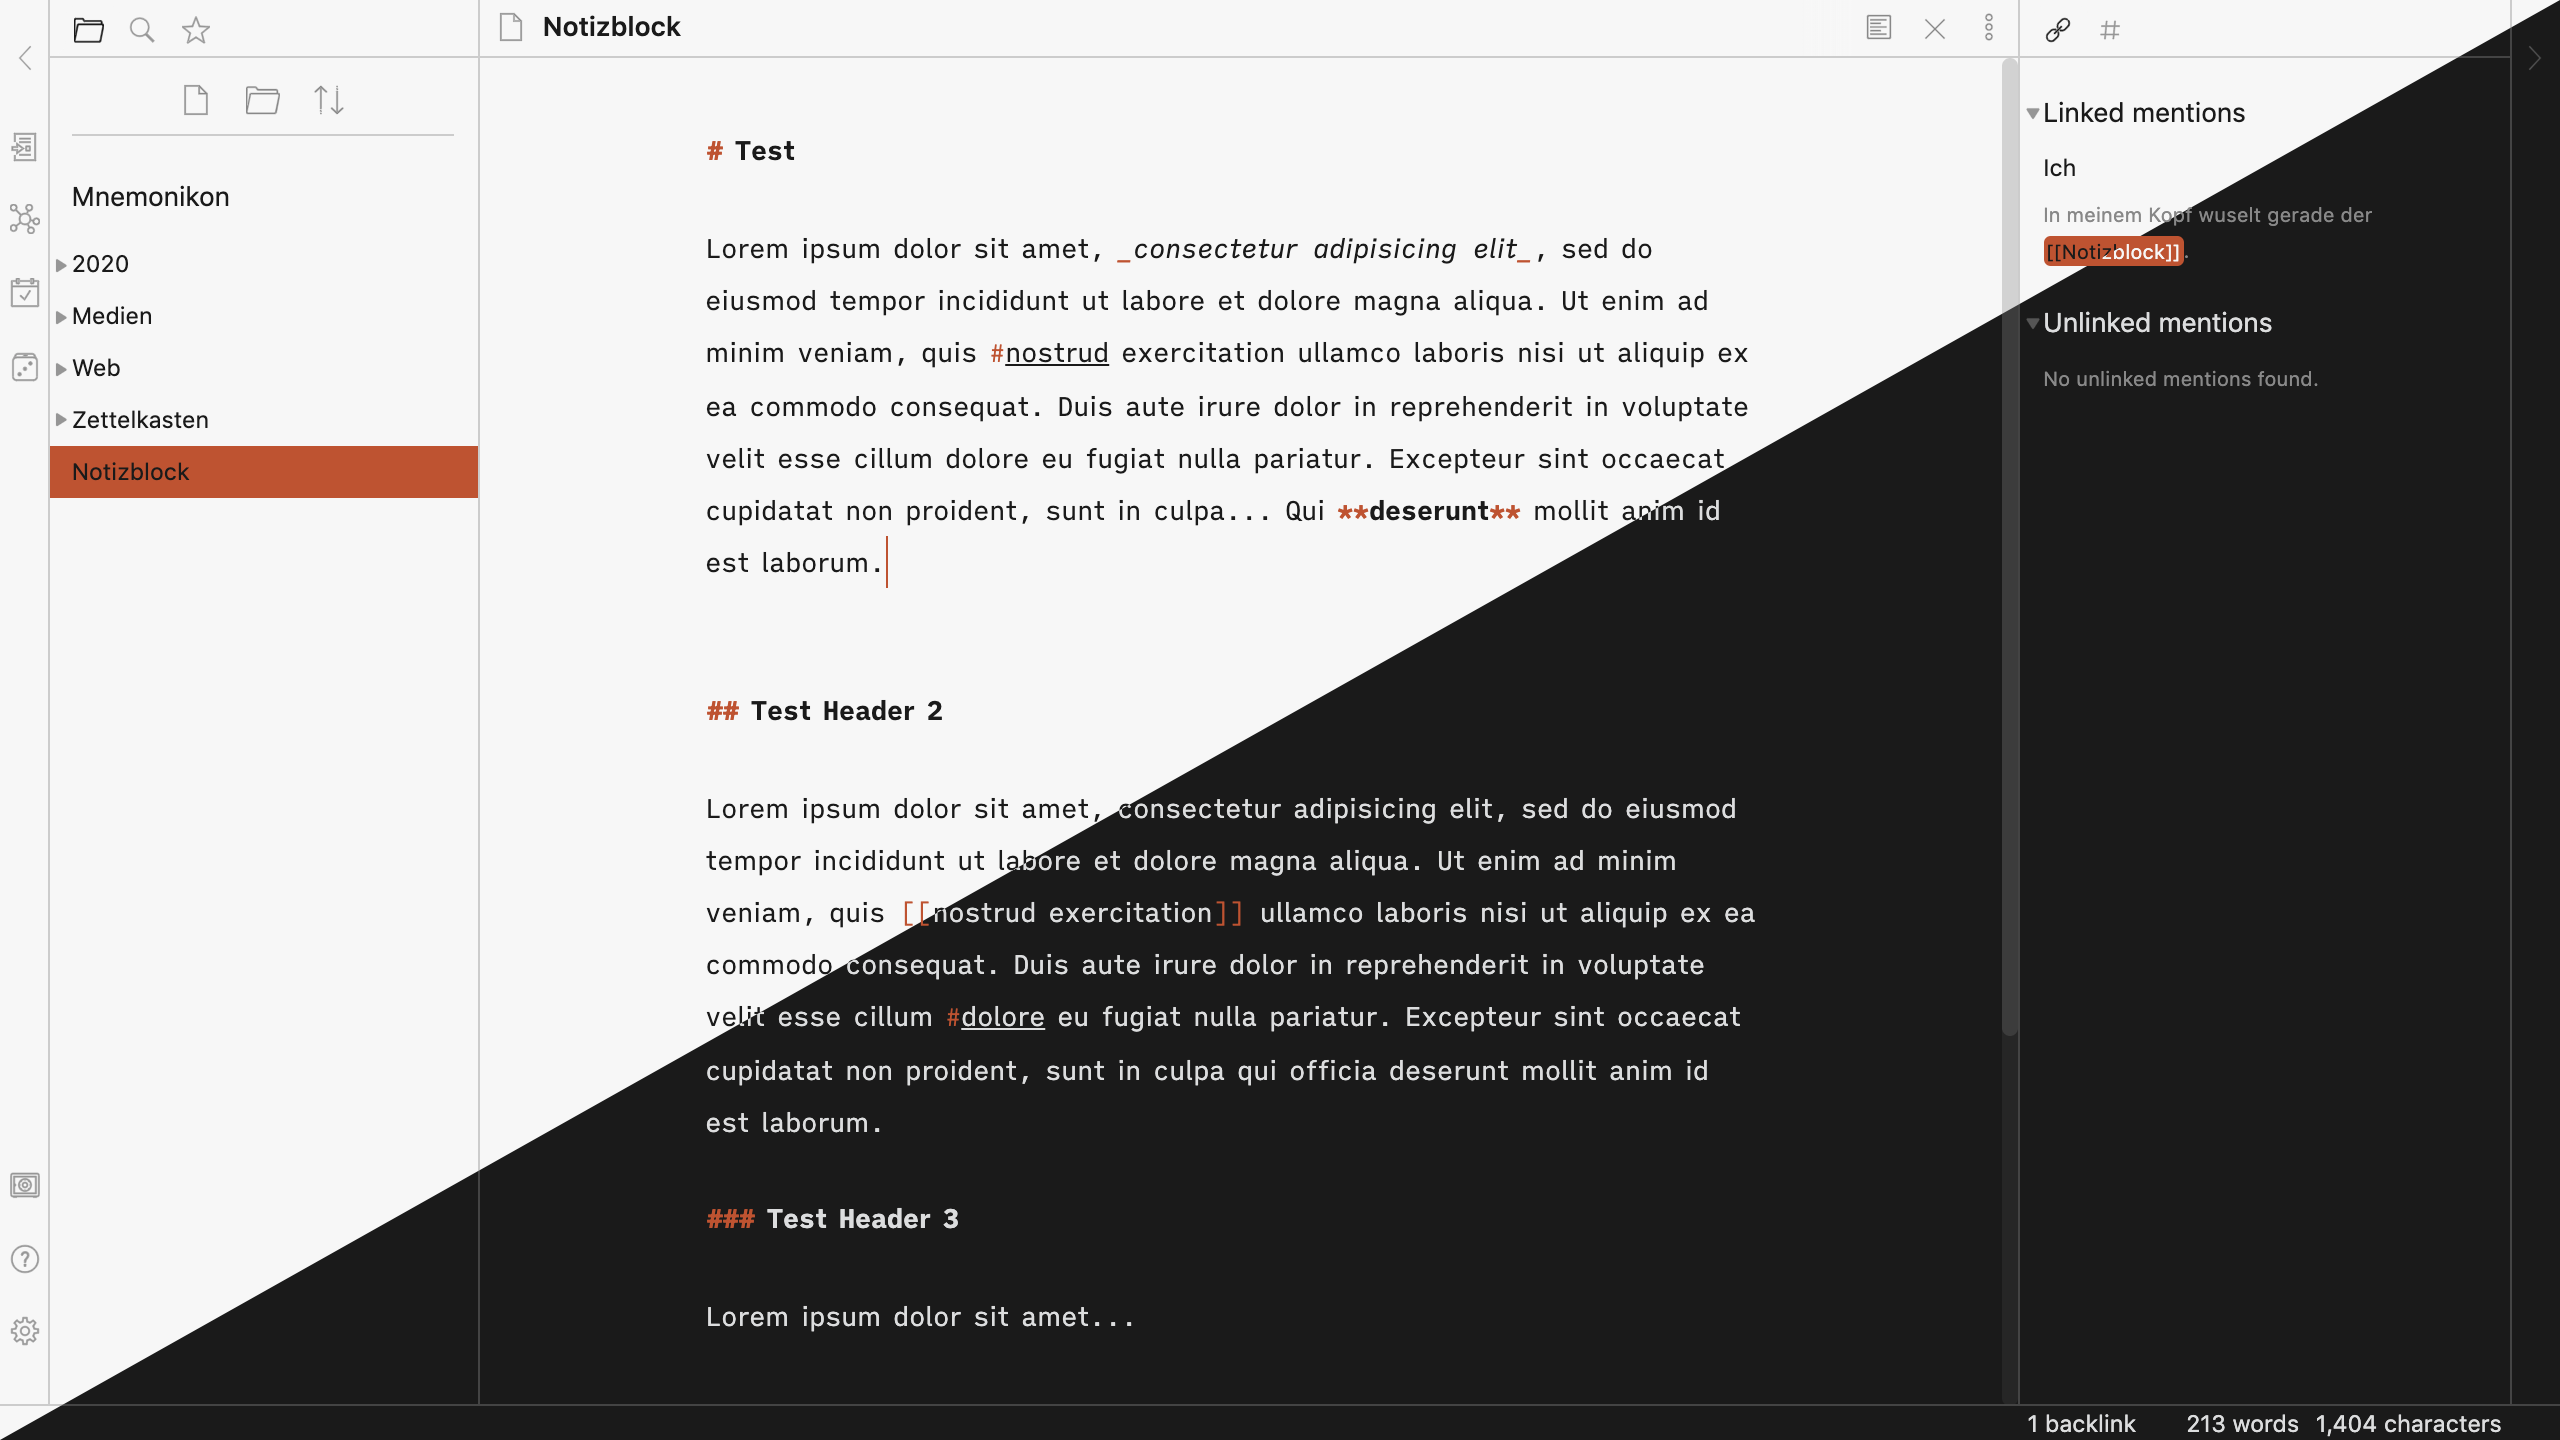 Notizblock
Mnemonikon
2020
Medien
Web
Zettelkasten
Notizblock
# Test
Lorem ipsum dolor sit amet, _consectetur adipisicing elit_, sed do
eiusmod tempor incididunt ut labore et dolore magna aliqua. Ut enim ad
minim veniam, quis #nostrud exercitation ullamco laboris nisi ut aliquip ex
ea commodo consequat. Duis aute irure dolor in reprehenderit in voluptate
velit esse cillum dolore eu fugiat nulla pariatur. Excepteur sint occaecat
cupidatat non proident, sunt in culpa... Qui **deserunt** mollit anim id
est laborum.
## Test Header 2
Lorem ipsum dolor sit amet, consectetur adipisicing elit, sed do eiusmod
tempor incididunt ut labore et dolore magna aliqua. Ut enim ad minim
veniam, quis [[nostrud exercitation]] ullamco laboris nisi ut aliquip ex ea
commodo consequat. Duis aute irure dolor in reprehenderit in voluptate
velit esse cillum #dolore eu fugiat nulla pariatur. Excepteur sint occaecat
cupidatat non proident, sunt in culpa qui officia deserunt mollit anim id
est laborum.
### Test Header 3
Lorem ipsum dolor sit amet...
Linked mentions
Ich
In meinem Kopf wuselt gerade der
[[Notizblock]].
Unlinked mentions
No unlinked mentions found.
1 backlink 213 words 1,404 characters